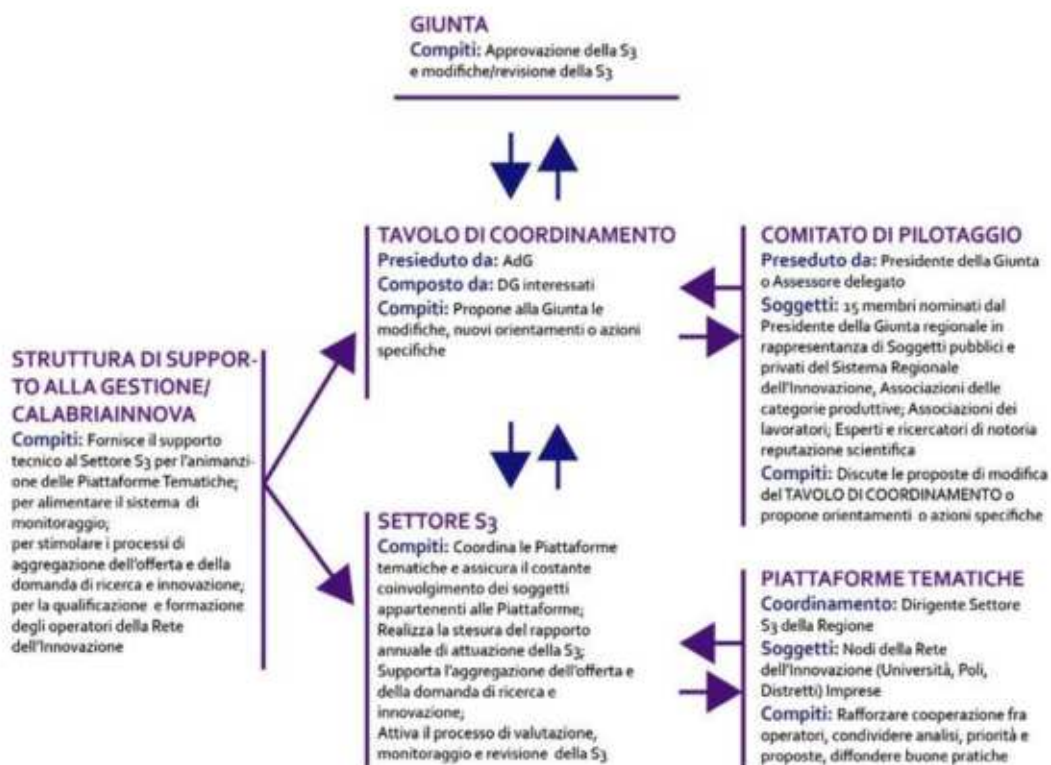 GIUNTA
Compiti: Approvazione della S3
e modifiche/revisione della S3
TAVOLO DI COORDINAMENTO
Presieduto da: AdG
Composto da: DG interessati
Compiti: Propone alla Giunta le
modifiche, nuovi orientamenti o azioni
specifiche
COMITATO DI PILOTAGGIO
Preseduto da: Presidente della Giunta
o Assessore delegato
Soggetti: 15 membri nominati dal
Presidente della Giunta regionale in
rappresentanza di Soggetti pubblici e
privati del Sistema Regionale
dell'Innovazione, Associazioni delle
categorie produttive; Associazioni dei
lavoratori; Esperti e ricercatori di notoria
reputazione scientifica
Compiti: Discute le proposte di modifica
del TAVOLO DI COORDINAMENTO o
propone orientamenti o azioni specifiche
STRUTTURA DI SUPPOR-
TO ALLA GESTIONE/
CALABRIAINNOVA
Compiti: Fornisce il supporto
tecnico al Settore S3 per l'animanzi-
one delle Piattaforme Tematiche;
per alimentare il sistema di
monitoraggio;
per stimolare i processi di
aggregazione dell'offerta e della
domanda di ricerca e innovazione;
per la qualificazione e formazione
degli operatori della Rete
dell'Innovazione
SETTORE S3
Compiti: Coordina le Piattaforme
tematiche e assicura il costante
coinvolgimento dei soggetti
appartenenti alle Piattaforme;
Realizza la stesura del rapporto
annuale di attuazione della S3;
Supporta l'aggregazione dell'offerta e
della domanda di ricerca e
innovazione;
Attiva il processo di valutazione,
monitoraggio e revisione della S3
PIATTAFORME TEMATICHE
Coordinamento: Dirigente Settore
S3 della Regione
Soggetti: Nodi della Rete
dell'Innovazione (Università, Poli,
Distretti) Imprese
Compiti: Rafforzare cooperazione fra
operatori, condividere analisi, priorità e
proposte, diffondere buone pratiche